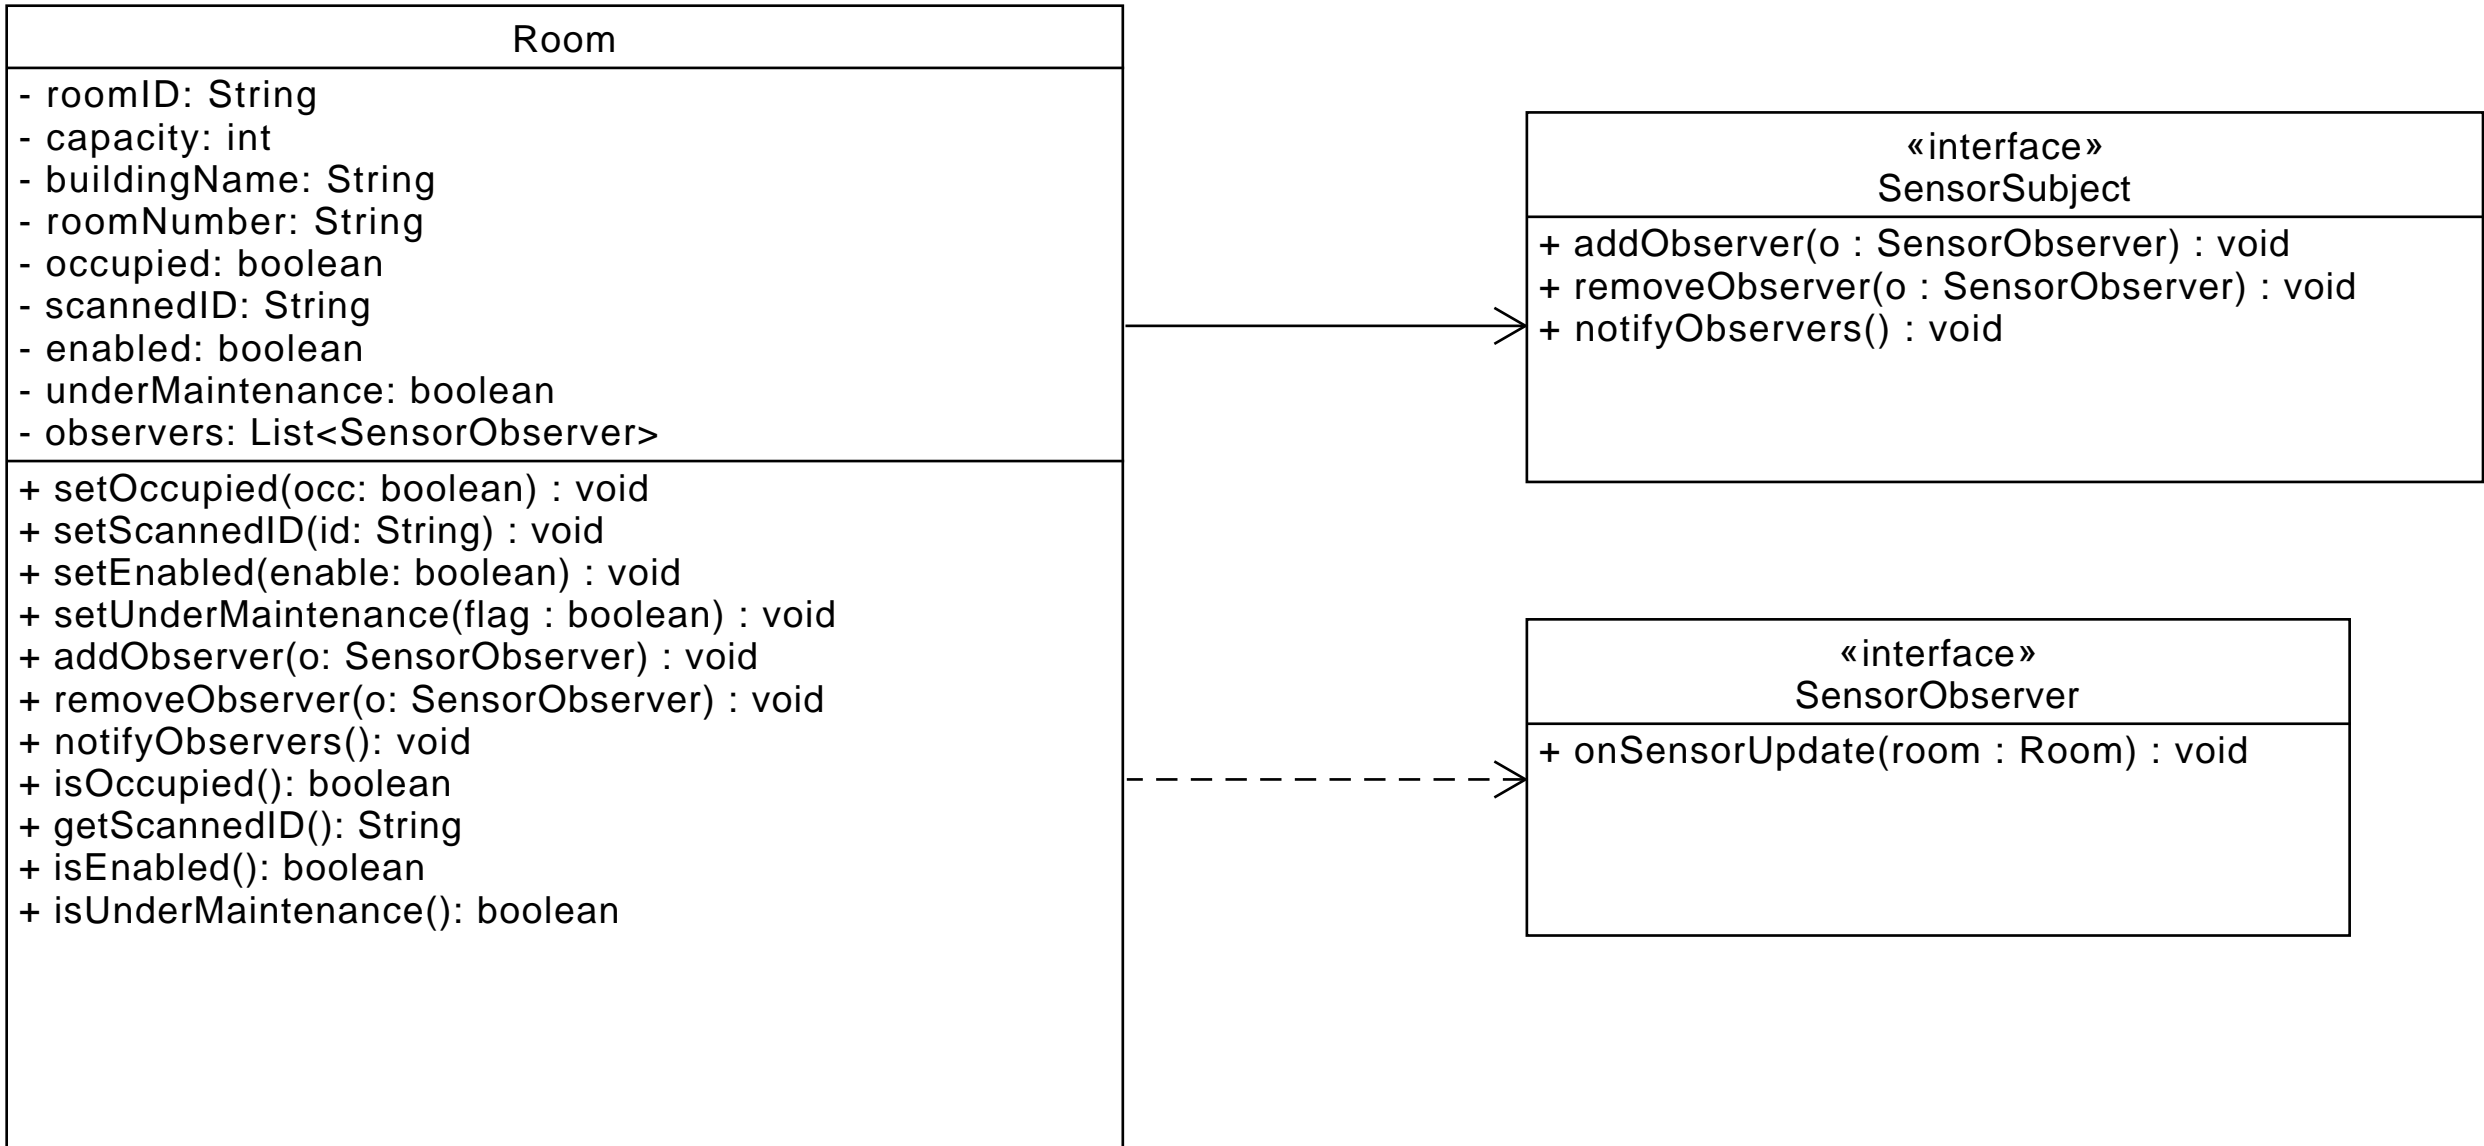 Room
- roomID: String
- capacity: int
- buildingName: String
- roomNumber: String
- occupied: boolean
- scannedID: String
- enabled: boolean
- underMaintenance: boolean
- observers: List<SensorObserver>
+ setOccupied(occ: boolean) : void
+ setScannedID(id: String) : void
+ setEnabled(enable: boolean) : void
+ setUnderMaintenance(flag : boolean) : void
+ addObserver(o: SensorObserver) : void
+ removeObserver(o: SensorObserver) : void
+ notifyObservers(): void
+ isOccupied(): boolean
+ getScannedID(): String
+ isEnabled(): boolean
+ isUnderMaintenance(): boolean
«interface»
SensorSubject
+ addObserver(o : SensorObserver) : void
+ removeObserver(o : SensorObserver) : void
+ notifyObservers() : void
«interface»
SensorObserver
+ onSensorUpdate(room : Room) : void